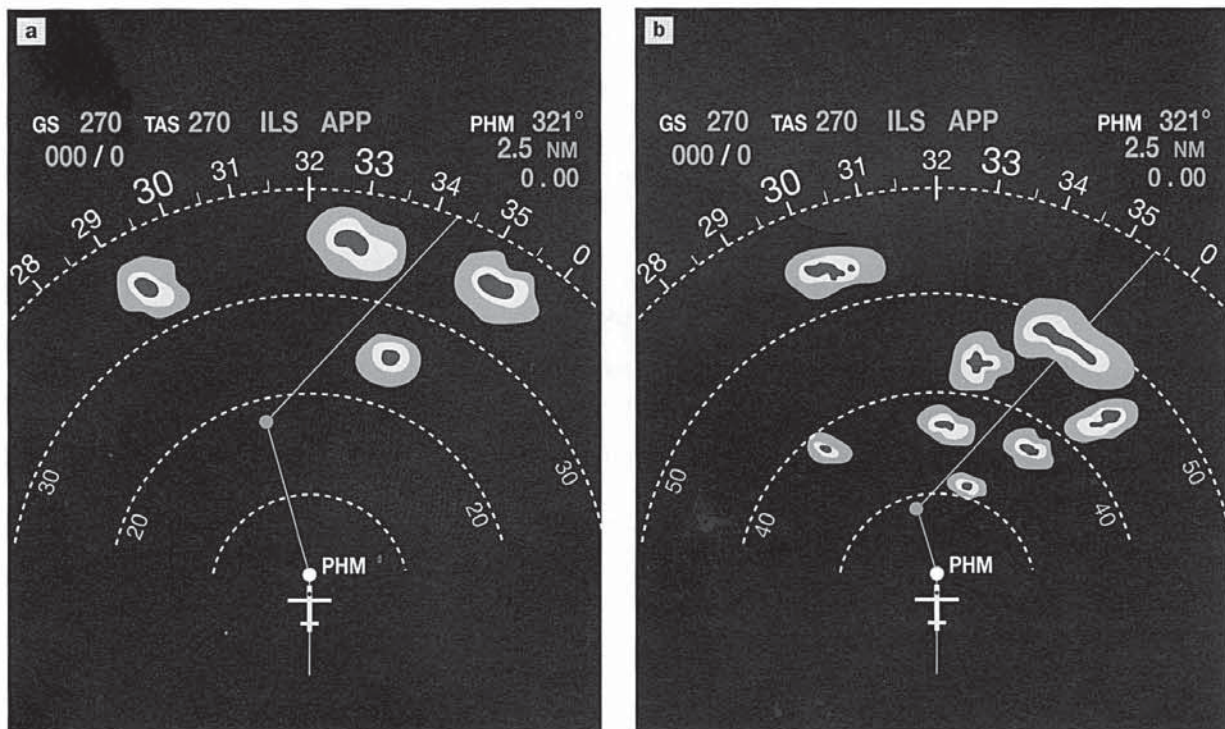 a
GS 270 TAS 270 ILS APP PHM 321°
000 / 0 2.5 NM
0.00
28 29 30 31 32 33 34 35 0
30 20 20 30
PHM
b
GS 270 TAS 270 ILS APP PHM 321°
000 / 0 2.5 NM
0.00
28 29 30 31 32 33 34 35 0
50 40 40 50
PHM